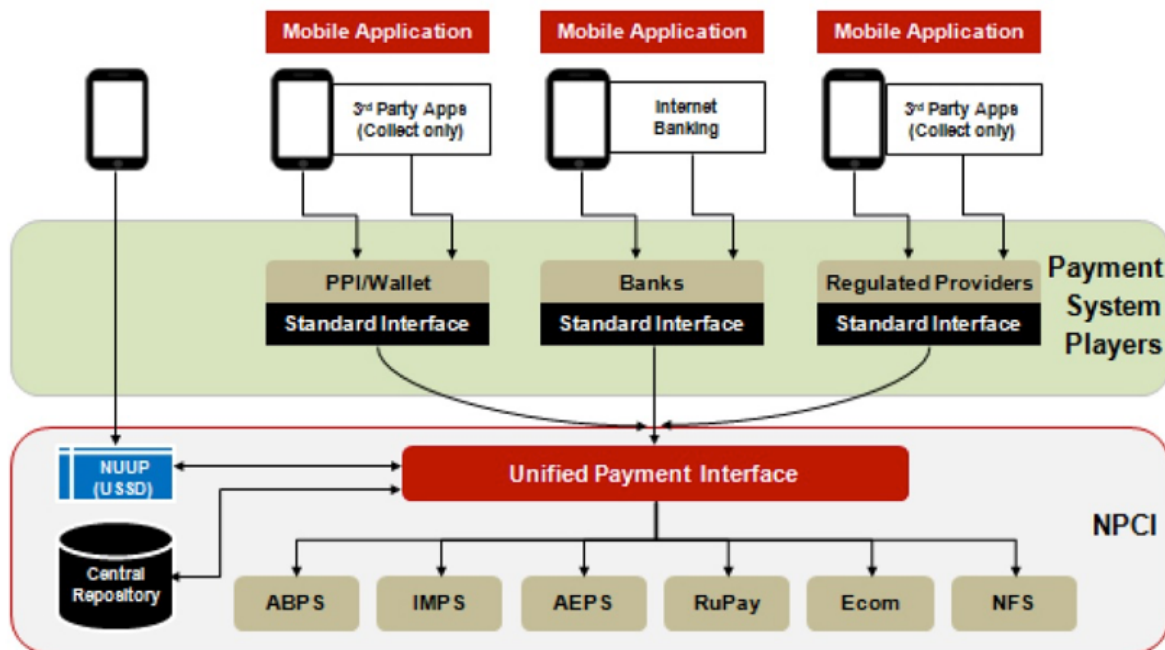 Mobile Application
Mobile Application
Mobile Application
3rd Party Apps
(Collect only)
Internet
Banking
3rd Party Apps
(Collect only)
PPI/Wallet
Standard Interface
Banks
Standard Interface
Regulated Providers
Standard Interface
Payment
System
Players
NUUP
(USSD)
Unified Payment Interface
NPCI
Central
Repository
ABPS
IMPS
AEPS
RuPay
Ecom
NFS